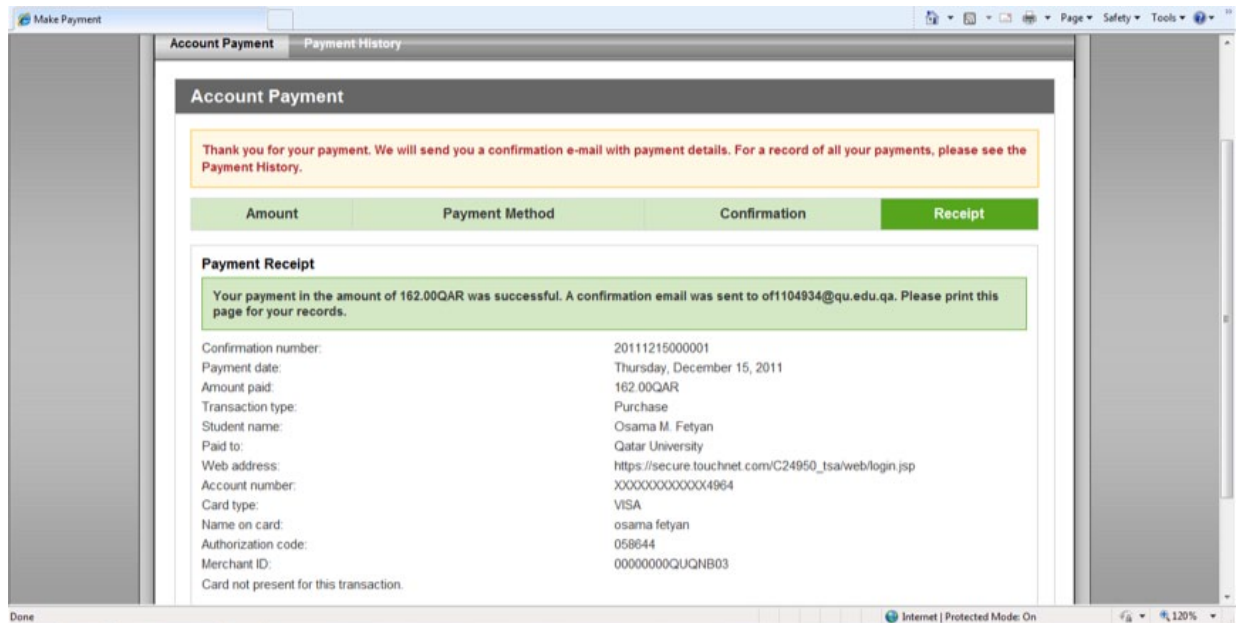 Make Payment
Page Safety Tools
Account Payment Payment History
Account Payment
Thank you for your payment. We will send you a confirmation e-mail with payment details. For a record of all your payments, please see the
Payment History.
Amount Payment Method Confirmation Receipt
Payment Receipt
Your payment in the amount of 162.00QAR was successful. A confirmation email was sent to of1104934@qu.edu.qa. Please print this
page for your records.
Confirmation number: 20111215000001
Payment date: Thursday, December 15, 2011
Amount paid: 162.00QAR
Transaction type: Purchase
Student name: Osama M. Fetyan
Paid to: Qatar University
Web address: https://secure.touchnet.com/C24950_tsa/web/login.jsp
Account number: XXXXXXXXXXXX4964
Card type: VISA
Name on card: osama fetyan
Authorization code: 058644
Merchant ID: 00000000QUQNB03
Card not present for this transaction.
Done Internet | Protected Mode: On 120%